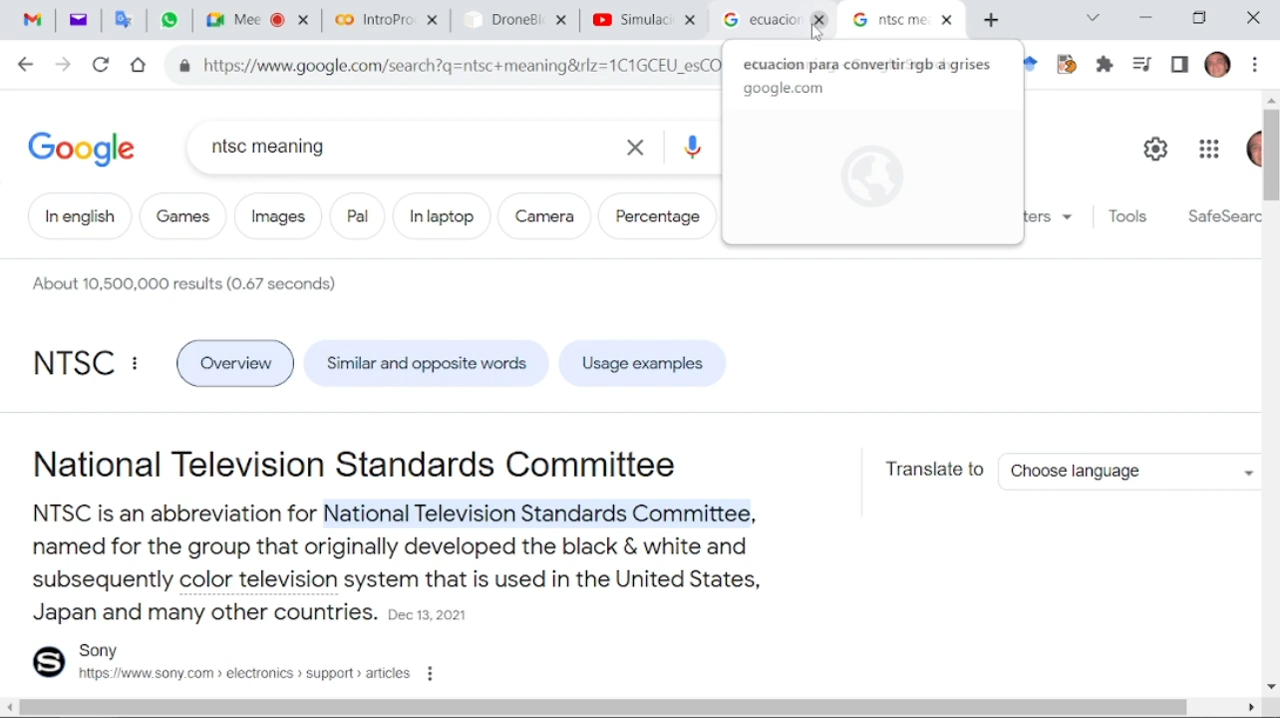 Mee
IntroPro
DroneBl
Simulaci
ecuacion
ntsc me
https://www.google.com/search?q=ntsc+meaning&rlz=1C1GCEU_esCO
ecuacion para convertir rgb a grises
google.com
Google
ntsc meaning
In english
Games
Images
Pal
In laptop
Camera
Percentage
ters
Tools
SafeSearc
About 10,500,000 results (0.67 seconds)
NTSC
Overview
Similar and opposite words
Usage examples
National Television Standards Committee
NTSC is an abbreviation for National Television Standards Committee,
named for the group that originally developed the black & white and
subsequently color television system that is used in the United States,
Japan and many other countries. Dec 13, 2021
Translate to
Choose language
S
Sony
https://www.sony.com › electronics › support › articles